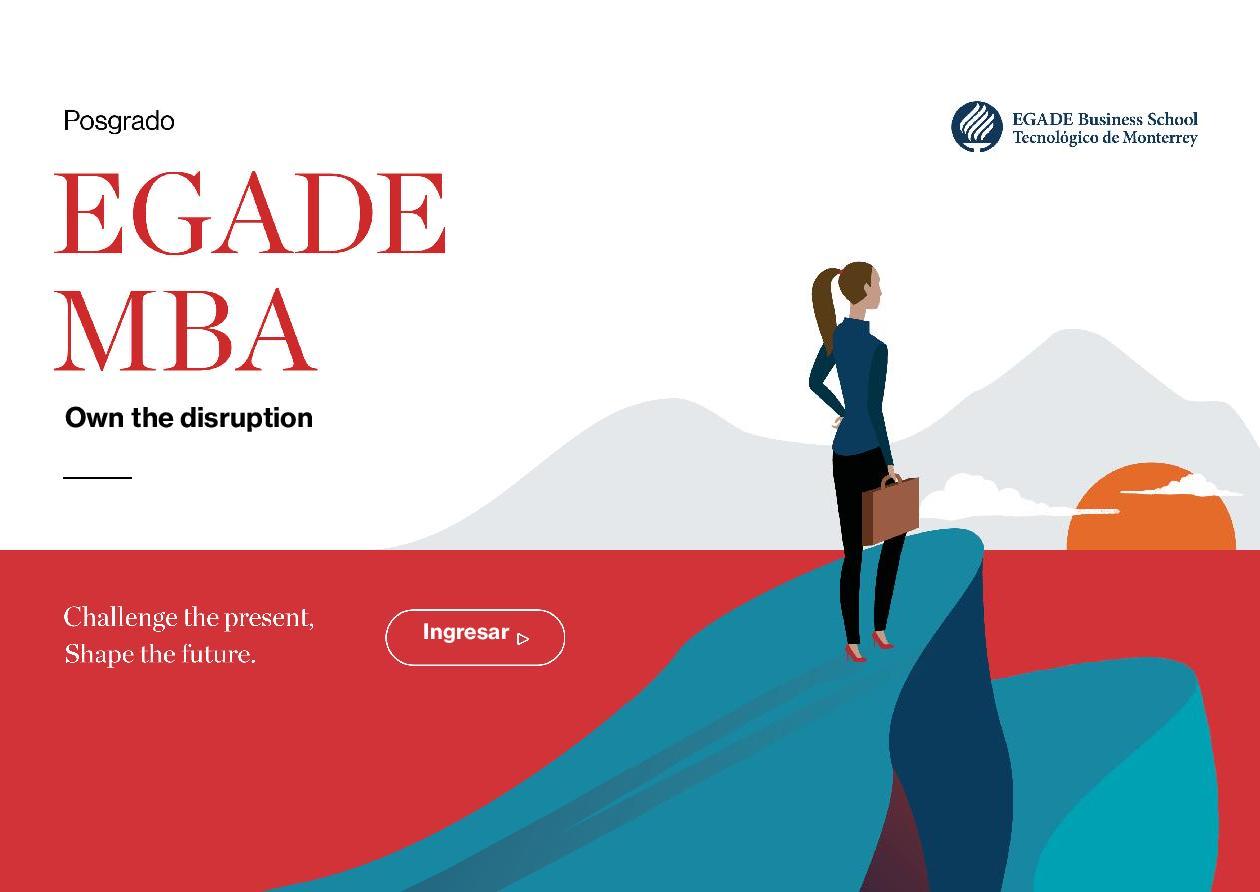 Posgrado
EGADE Business School
Tecnológico de Monterrey
EGADE
MBA
Own the disruption
Challenge the present,
Shape the future.
Ingresar